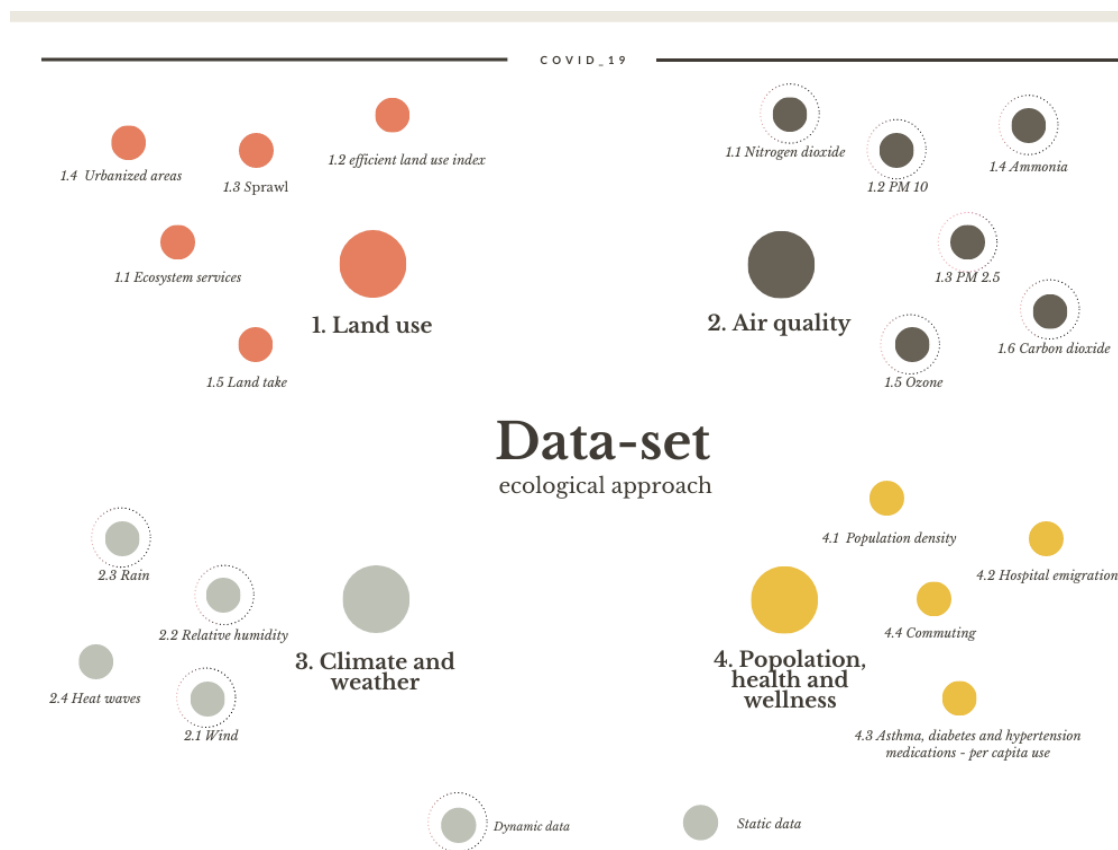 COVID_19
1.4 Urbanized areas
1.3 Sprawl
1.2 efficient land use index
1.1 Ecosystem services
1. Land use
1.5 Land take
1.1 Nitrogen dioxide
1.2 PM 10
1.4 Ammonia
1.3 PM 2.5
2. Air quality
1.6 Carbon dioxide
1.5 Ozone
Data-set
ecological approach
2.3 Rain
2.2 Relative humidity
3. Climate and
weather
2.4 Heat waves
2.1 Wind
4.1 Population density
4.2 Hospital emigration
4.4 Commuting
4. Popolation,
health and
wellness
4.3 Asthma, diabetes and hypertension
medications - per capita use
Dynamic data
Static data